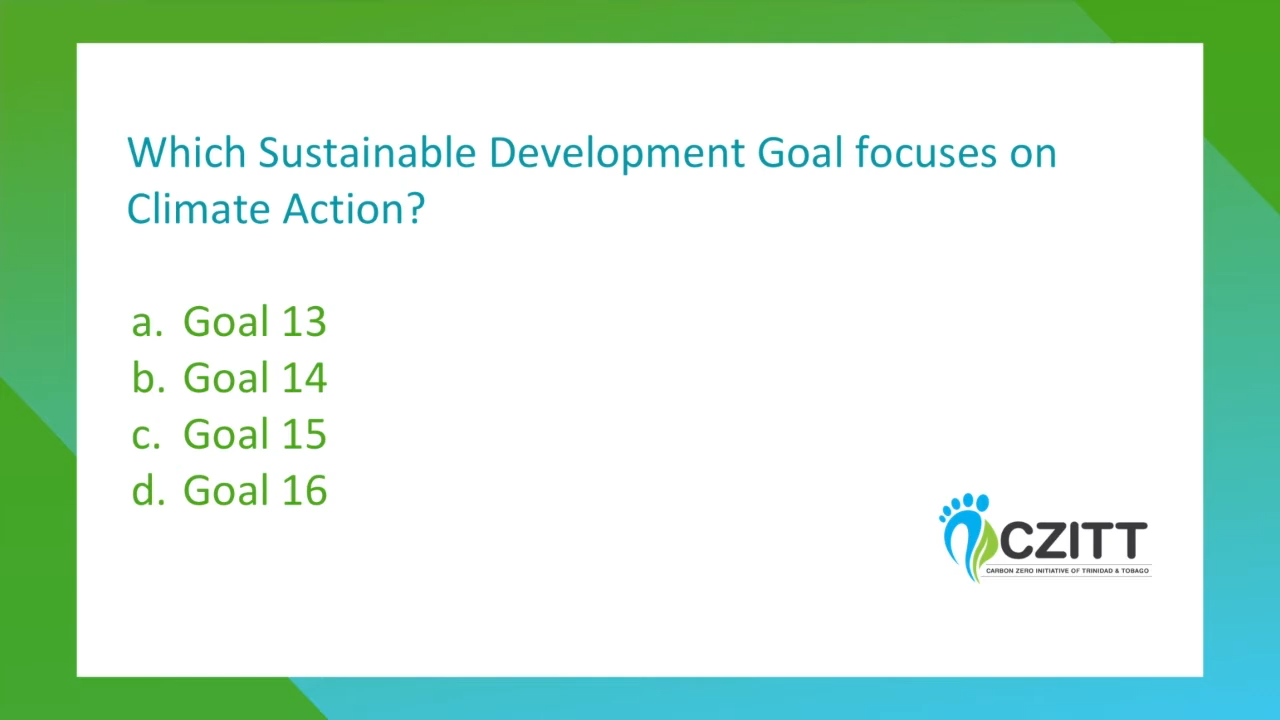 Which Sustainable Development Goal focuses on
Climate Action?
a. Goal 13
b. Goal 14
c. Goal 15
d. Goal 16
CZITT
CARBON ZERO INITIATIVE OF TRINIDAD & TOBAGO